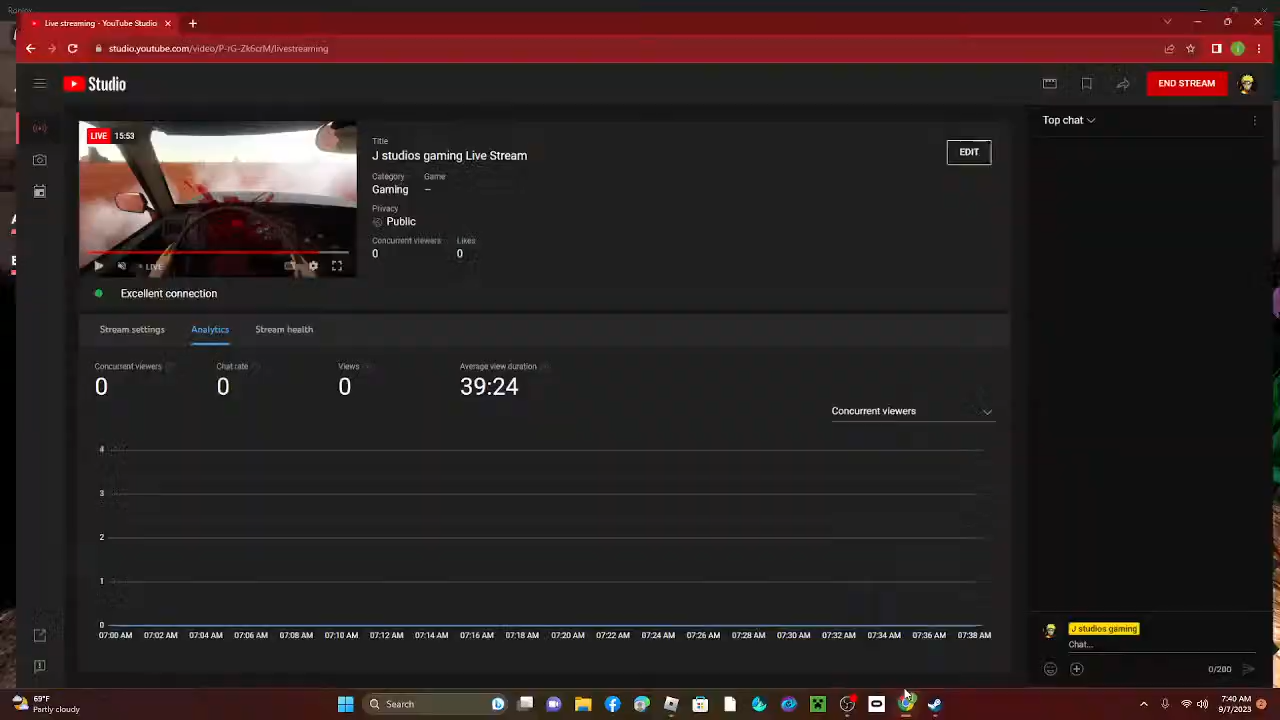 Live streaming - YouTube Studio
studio.youtube.com/video/P-rG-Zk6crM/livestreaming
Studio
END STREAM
LIVE 15:53
LIVE
Title
J studios gaming Live Stream
EDIT
Category Game
Gaming –
Privacy
Public
Concurrent viewers Likes
0 0
Excellent connection
Stream settings Analytics Stream health
Concurrent viewers Chat rate Views Average view duration
0 0 0 39:24
Concurrent viewers
4
3
2
1
0
07:00 AM 07:02 AM 07:04 AM 07:06 AM 07:08 AM 07:10 AM 07:12 AM 07:14 AM 07:16 AM 07:18 AM 07:20 AM 07:22 AM 07:24 AM 07:26 AM 07:28 AM 07:30 AM 07:32 AM 07:34 AM 07:36 AM 07:38 AM
Top chat
J studios gaming
Chat...
0/200
69°F
Partly cloudy
Search
7:40 AM
9/7/2023